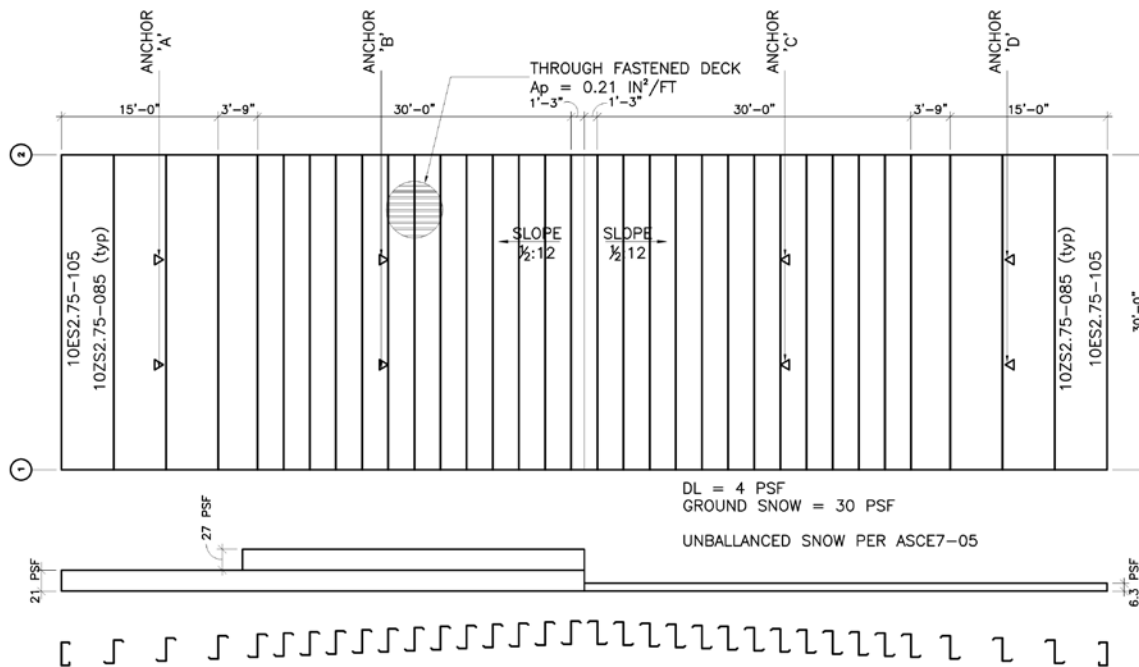 ANCHOR
'A'
ANCHOR
'B'
ANCHOR
'C'
ANCHOR
'D'
THROUGH FASTENED DECK
Ap = 0.21 IN²/FT
15'-0"
3'-9"
30'-0"
1'-3"
1'-3"
30'-0"
3'-9"
15'-0"
2
10ES2.75-105
10ZS2.75-085 (typ)
SLOPE
½:12
SLOPE
½:12
10ZS2.75-085 (typ)
10ES2.75-105
30'-0"
1
DL = 4 PSF
GROUND SNOW = 30 PSF
UNBALLANCED SNOW PER ASCE7-05
27 PSF
21 PSF
6.3 PSF